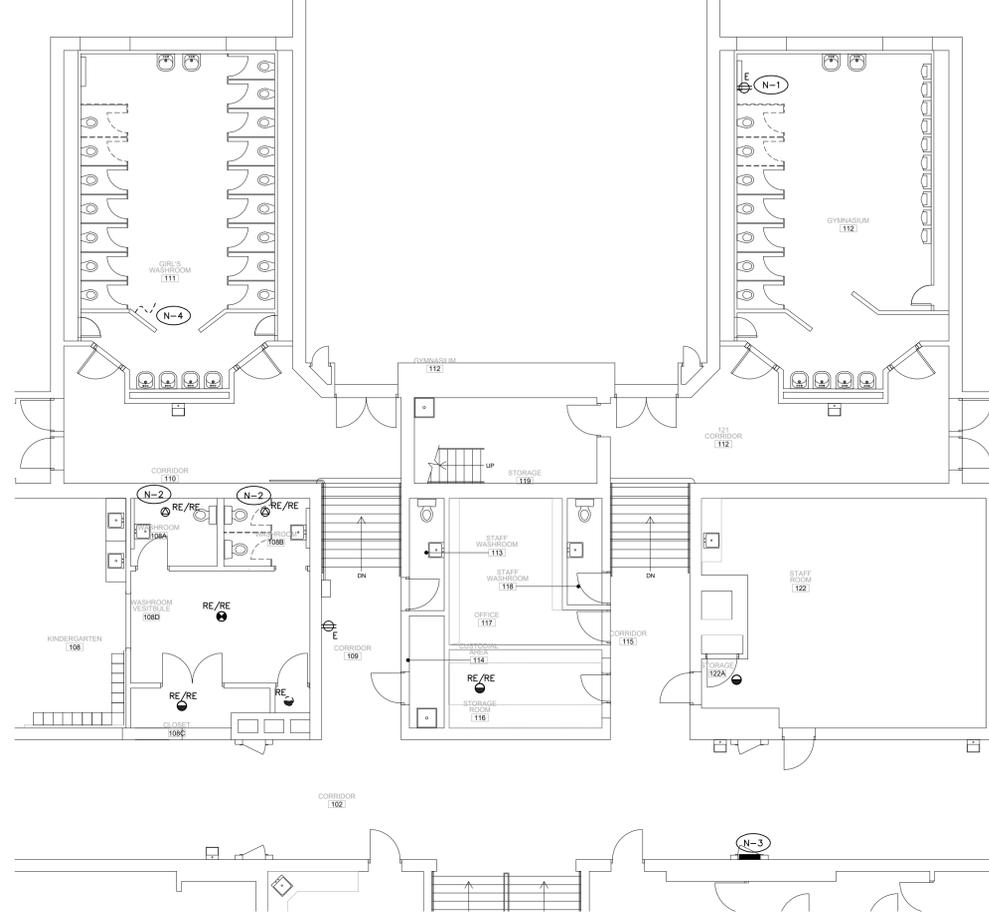 E
N-1
GYMNASIUM
112
GIRL'S
WASHROOM
111
N-4
GYMNASIUM
112
121
CORRIDOR
112
UP
CORRIDOR
110
STORAGE
119
N-2
N-2
RE/RE
RE/RE
WASHROOM
108A
WASHROOM
108B
STAFF
WASHROOM
113
DN
DN
STAFF
WASHROOM
118
STAFF
ROOM
122
WASHROOM
VESITBULE
108D
RE/RE
OFFICE
117
E
KINDERGARTEN
108
CORRIDOR
109
CORRIDOR
115
CUSTODIAL
AREA
114
STORAGE
122A
RE/RE
RE/RE
RE
STORAGE
ROOM
116
CLOSET
108C
CORRIDOR
102
N-3